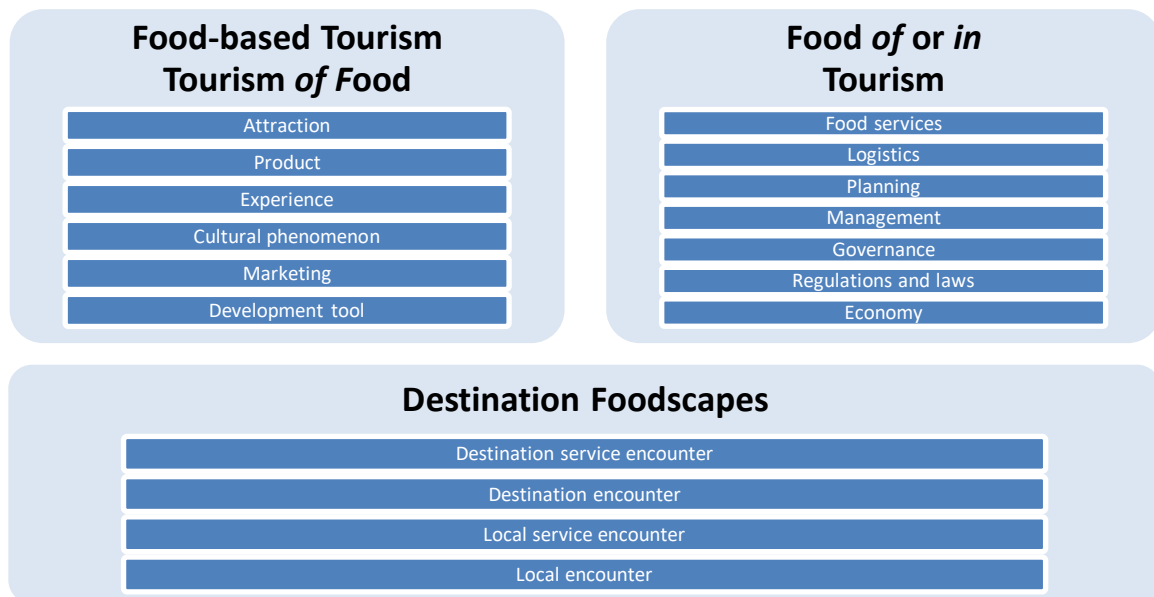 Food-based Tourism
Tourism of Food
Attraction
Product
Experience
Cultural phenomenon
Marketing
Development tool
Food of or in
Tourism
Food services
Logistics
Planning
Management
Governance
Regulations and laws
Economy
Destination Foodscapes
Destination service encounter
Destination encounter
Local service encounter
Local encounter